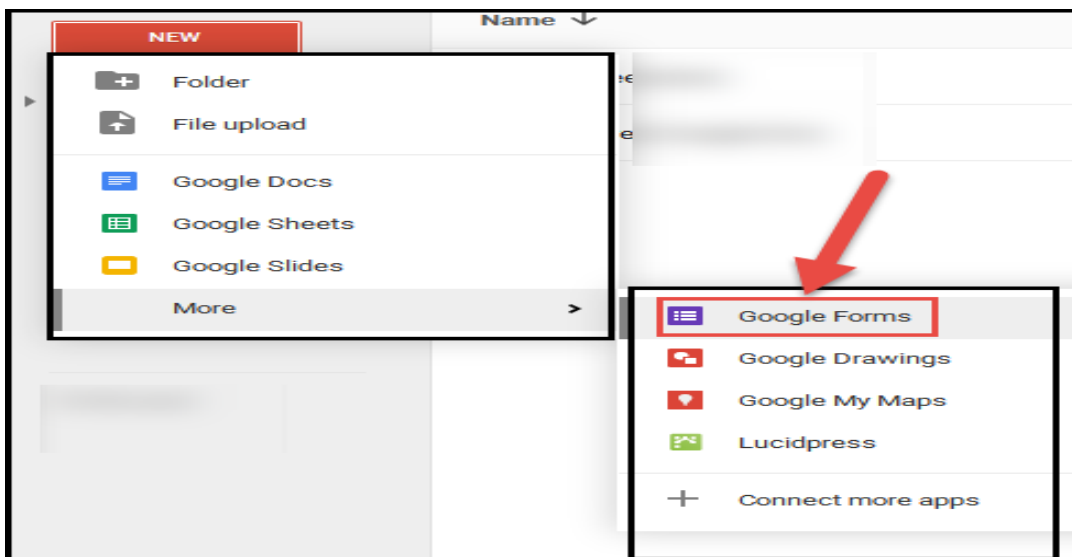 NEW
Name
Folder
File upload
Google Docs
Google Sheets
Google Slides
More
Google Forms
Google Drawings
Google My Maps
Lucidpress
Connect more apps